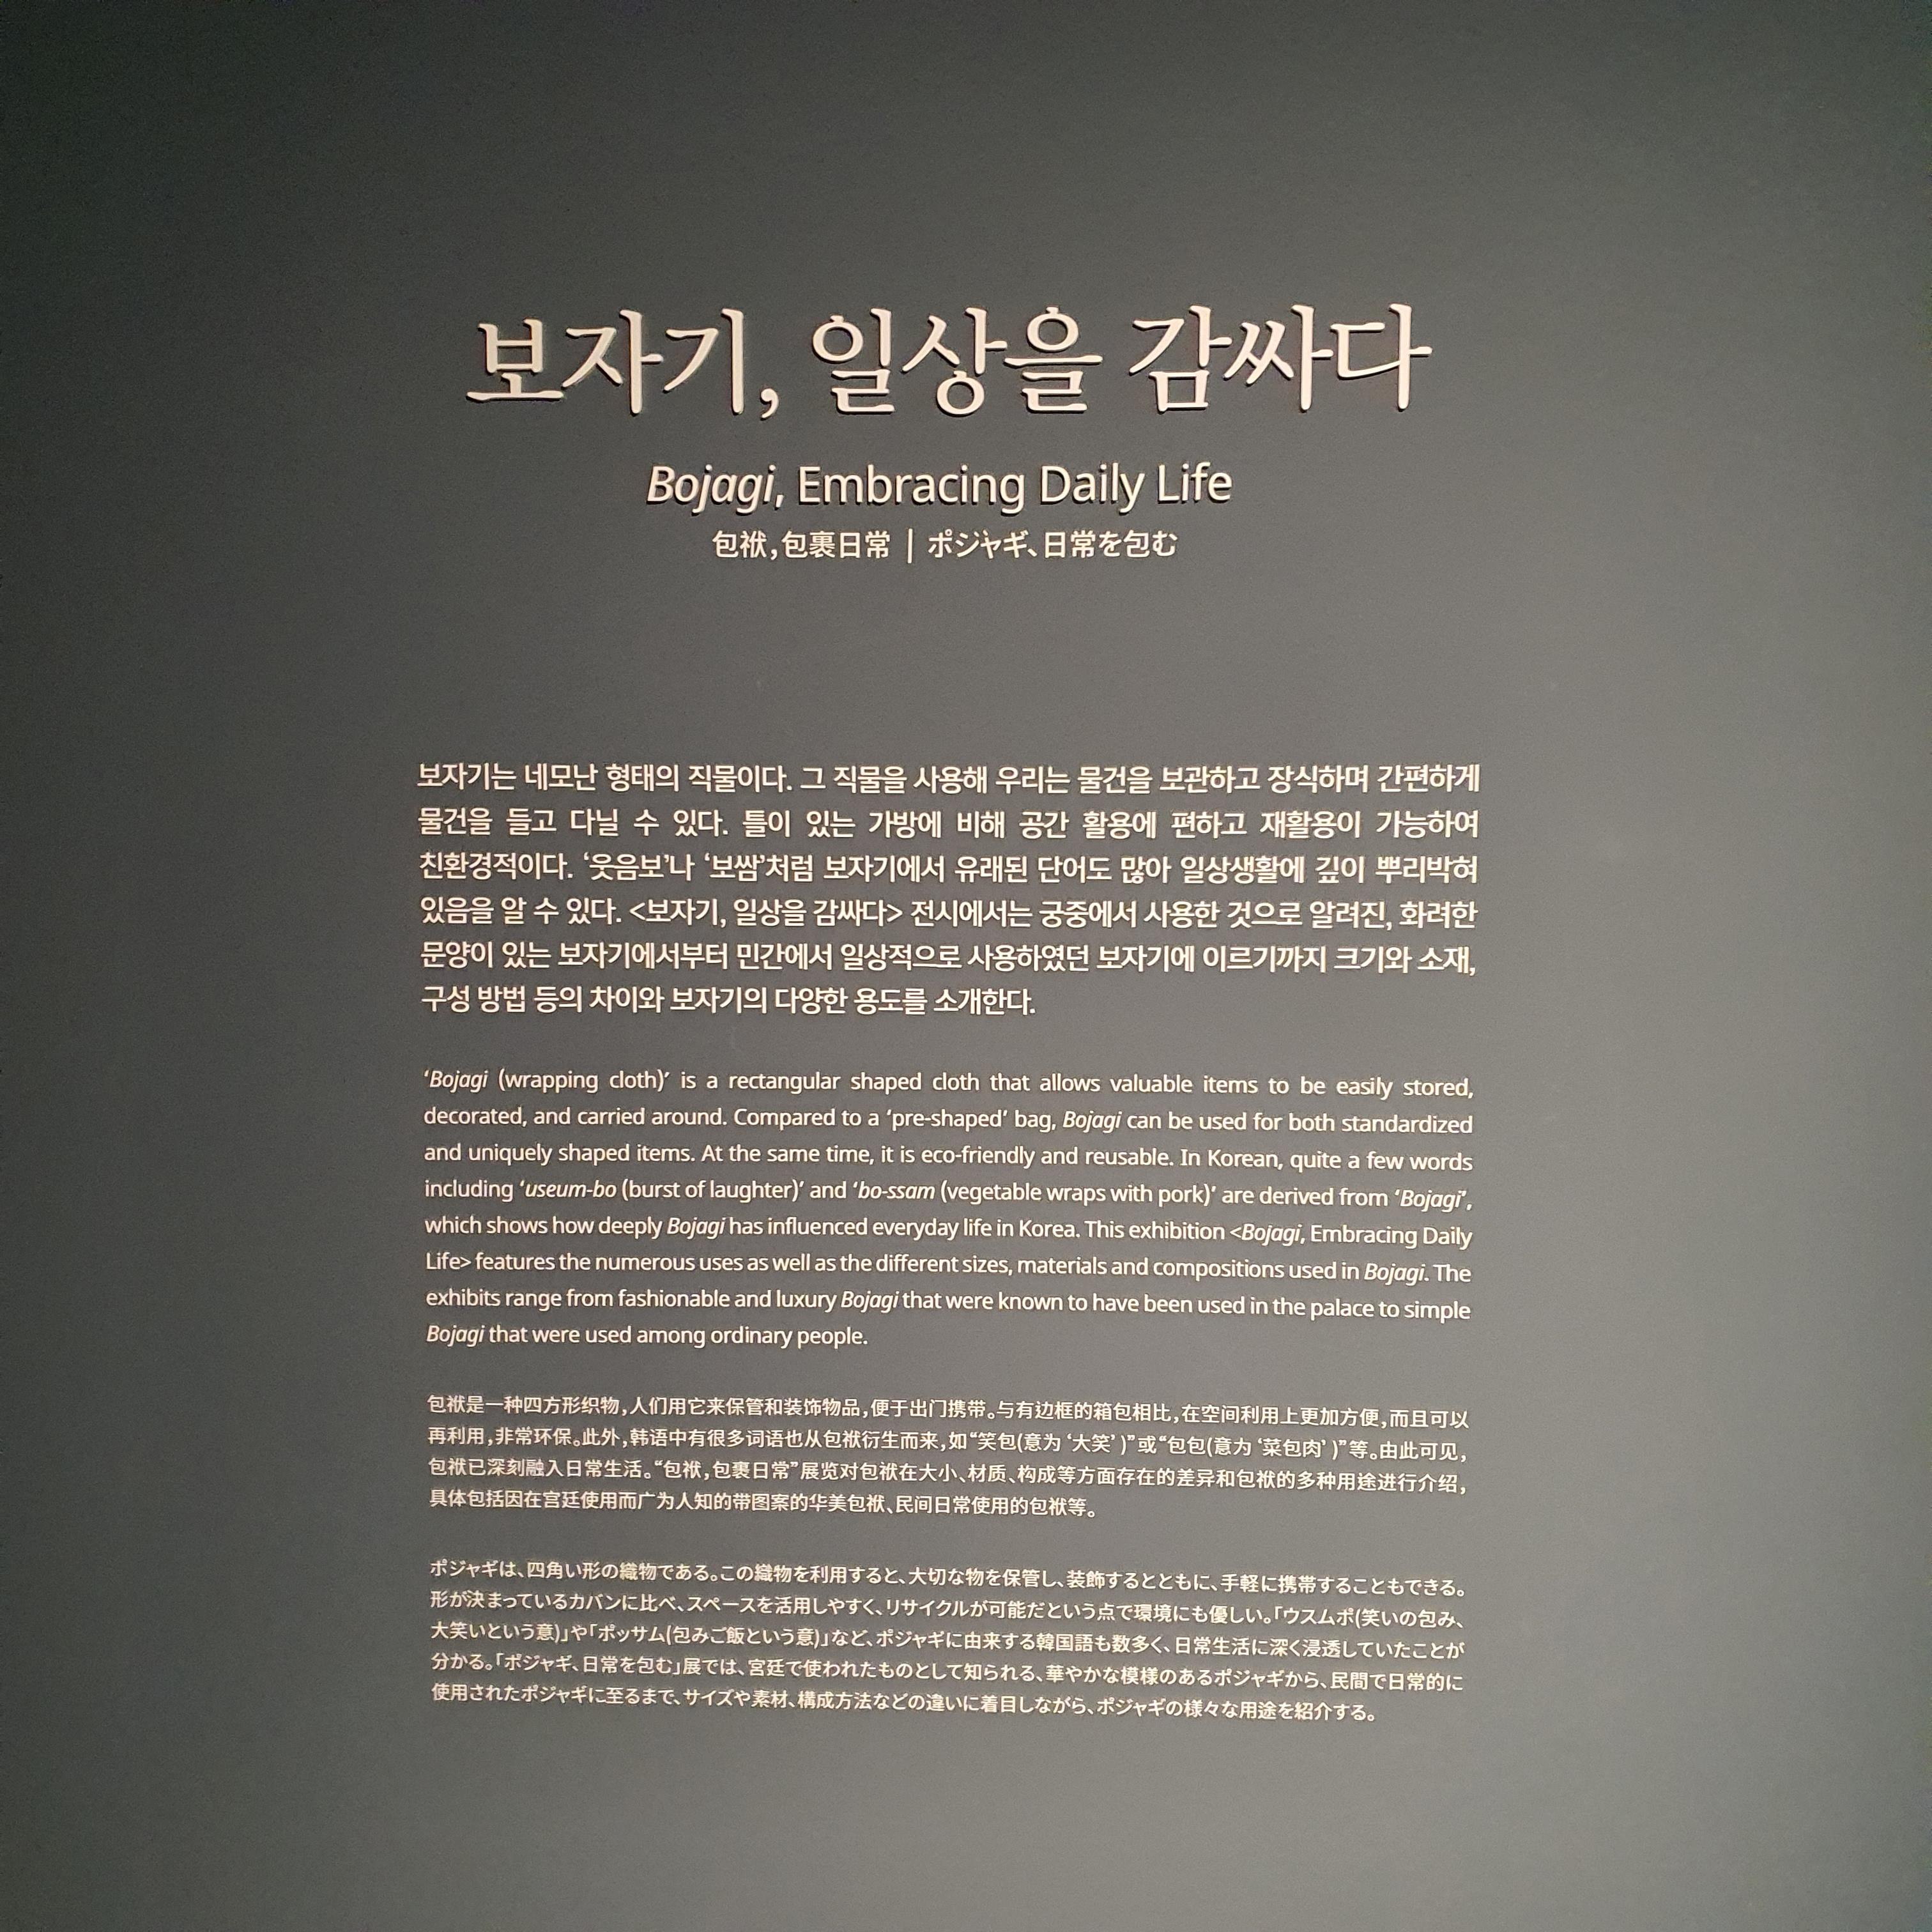 보자기, 일상을 감싸다
Bojagi, Embracing Daily Life
包袱,包裹日常 | ポジャギ、日常を包む
보자기는 네모난 형태의 직물이다. 그 직물을 사용해 우리는 물건을 보관하고 장식하며 간편하게
물건을 들고 다닐 수 있다. 틀이 있는 가방에 비해 공간 활용에 편하고 재활용이 가능하여
친환경적이다. ‘웃음보’나 ‘보쌈’처럼 보자기에서 유래된 단어도 많아 일상생활에 깊이 뿌리박혀
있음을 알 수 있다. <보자기, 일상을 감싸다> 전시에서는 궁중에서 사용한 것으로 알려진, 화려한
문양이 있는 보자기에서부터 민간에서 일상적으로 사용하였던 보자기에 이르기까지 크기와 소재,
구성 방법 등의 차이와 보자기의 다양한 용도를 소개한다.
‘Bojagi (wrapping cloth)’ is a rectangular shaped cloth that allows valuable items to be easily stored,
decorated, and carried around. Compared to a ‘pre-shaped’ bag, Bojagi can be used for both standardized
and uniquely shaped items. At the same time, it is eco-friendly and reusable. In Korean, quite a few words
including ‘useum-bo (burst of laughter)’ and ‘bo-ssam (vegetable wraps with pork)’ are derived from ‘Bojagi’,
which shows how deeply Bojagi has influenced everyday life in Korea. This exhibition <Bojagi, Embracing Daily
Life> features the numerous uses as well as the different sizes, materials and compositions used in Bojagi. The
exhibits range from fashionable and luxury Bojagi that were known to have been used in the palace to simple
Bojagi that were used among ordinary people.
包袱是一种四方形织物,人们用它来保管和装饰物品,便于出门携带。与有边框的箱包相比,在空间利用上更加方便,而且可以
再利用,非常环保。此外,韩语中有很多词语也从包袱衍生而来,如“笑包(意为 ‘大笑’ )”或“包包(意为 ‘菜包肉’ )”等。由此可见,
包袱已深刻融入日常生活。“包袱,包裹日常”展览对包袱在大小、材质、构成等方面存在的差异和包袱的多种用途进行介绍,
具体包括因在宫廷使用而广为人知的带图案的华美包袱、民间日常使用的包袱等。
ポジャギは、四角い形の織物である。この織物を利用すると、大切な物を保管し、装飾するとともに、手軽に携帯することもできる。
形が決まっているカバンに比べ、スペースを活用しやすく、リサイクルが可能だという点で環境にも優しい。「ウスムポ(笑いの包み、
大笑いという意)」や「ポッサム(包みご飯という意)」など、ポジャギに由来する韓国語も数多く、日常生活に深く浸透していたことが
分かる。「ポジャギ、日常を包む」展では、宮廷で使われたものとして知られる、華やかな模様のあるポジャギから、民間で日常的に
使用されたポジャギに至るまで、サイズや素材、構成方法などの違いに着目しながら、ポジャギの様々な用途を紹介する。